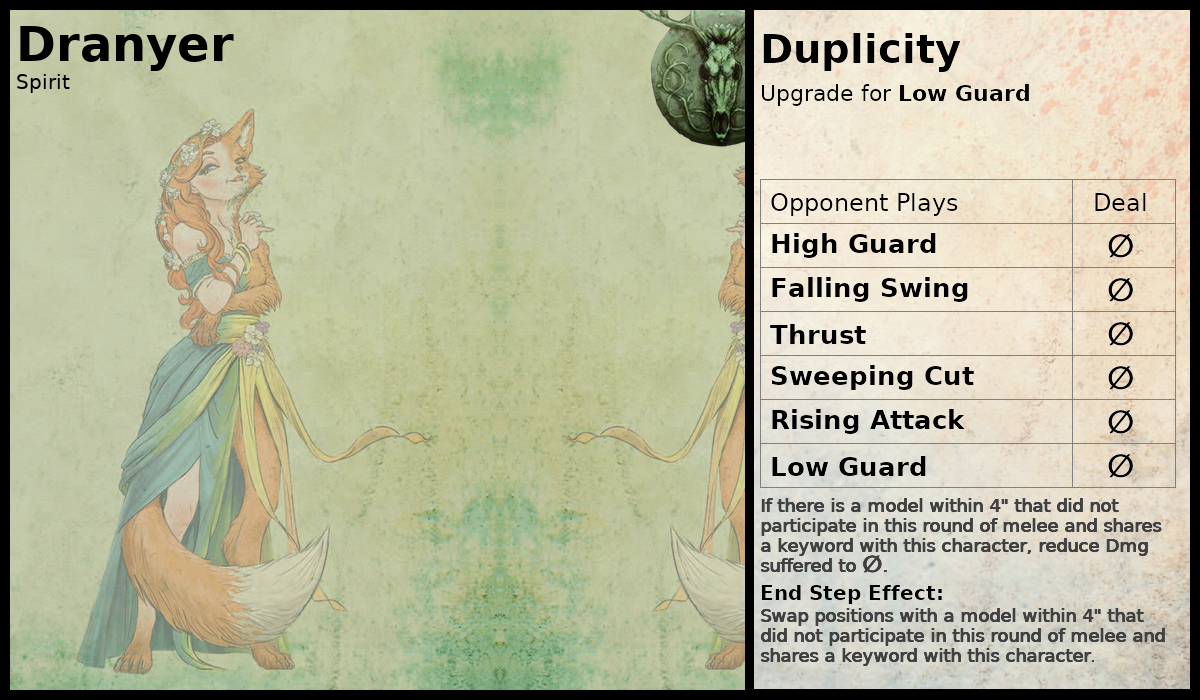 Dranyer
Spirit
Duplicity
Upgrade for Low Guard
Opponent Plays Deal
High Guard ∅
Falling Swing ∅
Thrust ∅
Sweeping Cut ∅
Rising Attack ∅
Low Guard ∅
If there is a model within 4" that did not
participate in this round of melee and shares
a keyword with this character, reduce Dmg
suffered to ∅.
End Step Effect:
Swap positions with a model within 4" that
did not participate in this round of melee and
shares a keyword with this character.